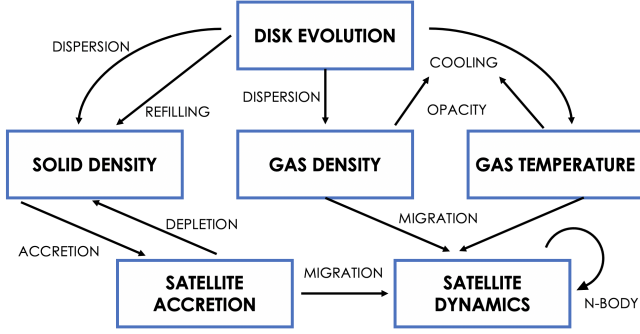 DISK EVOLUTION
DISPERSION
COOLING
DISPERSION
REFILLING
OPACITY
SOLID DENSITY
GAS DENSITY
GAS TEMPERATURE
DEPLETION
MIGRATION
ACCRETION
MIGRATION
SATELLITE
ACCRETION
SATELLITE
DYNAMICS
N-BODY